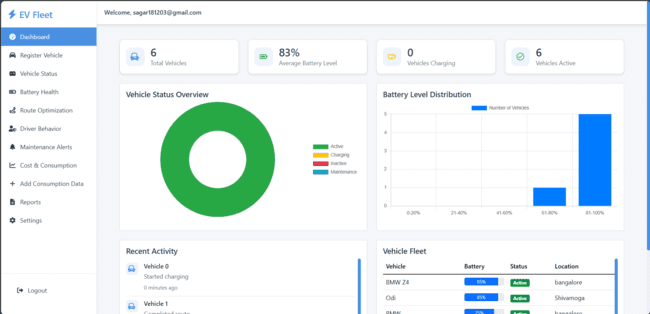 EV Fleet
Welcome, sagar181203@gmail.com
Dashboard
Register Vehicle
Vehicle Status
Battery Health
Route Optimization
Driver Behavior
Maintenance Alerts
Cost & Consumption
Add Consumption Data
Reports
Settings
Logout
6
Total Vehicles
83%
Average Battery Level
0
Vehicles Charging
6
Vehicles Active
Vehicle Status Overview
Active
Charging
Inactive
Maintenance
Battery Level Distribution
Number of Vehicles
5
4
3
2
1
0
0-20% 21-40% 41-60% 61-80% 81-100%
Recent Activity
Vehicle 0
Started charging
0 minutes ago
Vehicle 1
Completed route
Vehicle Fleet
Vehicle Battery Status Location
BMW Z4 95% Active bangalore
Odi 85% Active Shivamoga
BMW Active bangalore